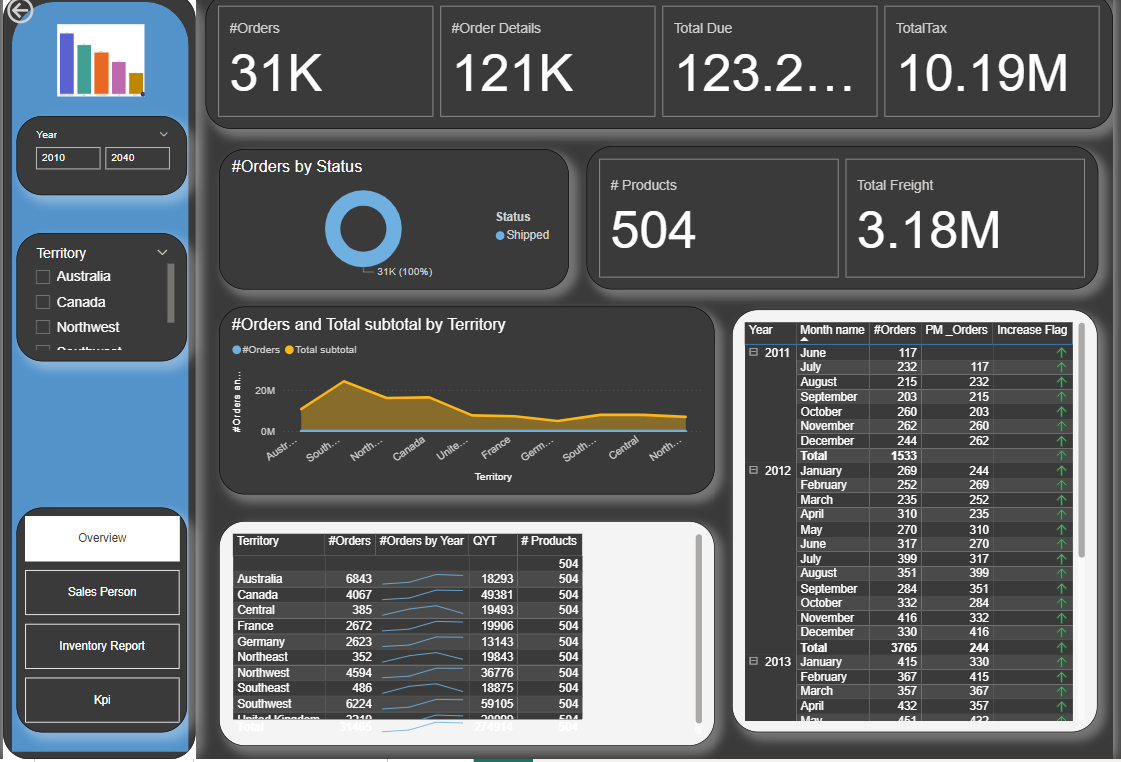 Year
2010 2040
Territory
Australia
Canada
Northwest
Overview
Sales Person
Inventory Report
Kpi
#Orders
31K
#Order Details
121K
Total Due
123.2...
TotalTax
10.19M
#Orders by Status
Status
Shipped
31K (100%)
# Products
504
Total Freight
3.18M
#Orders and Total subtotal by Territory
#Orders Total subtotal
#Orders an...
20M
0M
Austr... South... North... Canada Unite... France Germ... South... Central North...
Territory
Territory #Orders #Orders by Year QYT # Products
504
Australia 6843 18293 504
Canada 4067 49381 504
Central 385 19493 504
France 2672 19906 504
Germany 2623 13143 504
Northeast 352 19843 504
Northwest 4594 36776 504
Southeast 486 18875 504
Southwest 6224 59105 504
United Kingdom 504
Year Month name #Orders PM _Orders Increase Flag
2011 June 117
July 232 117
August 215 232
September 203 215
October 260 203
November 262 260
December 244 262
Total 1533
2012 January 269 244
February 252 269
March 235 252
April 310 235
May 270 310
June 317 270
July 399 317
August 351 399
September 284 351
October 332 284
November 416 332
December 330 416
Total 3765 244
2013 January 415 330
February 367 415
March 357 367
April 432 357
May